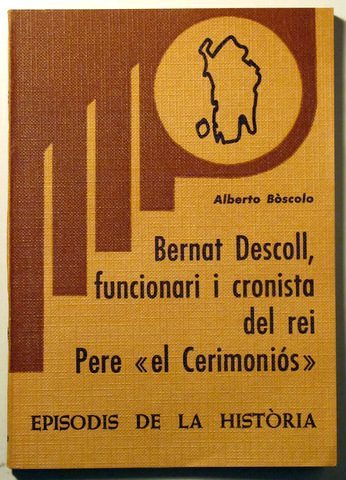 Alberto Bòscolo
Bernat Descoll,
funcionari i cronista
del rei
Pere «el Cerimoniós»
EPISODIS DE LA HISTÒRIA